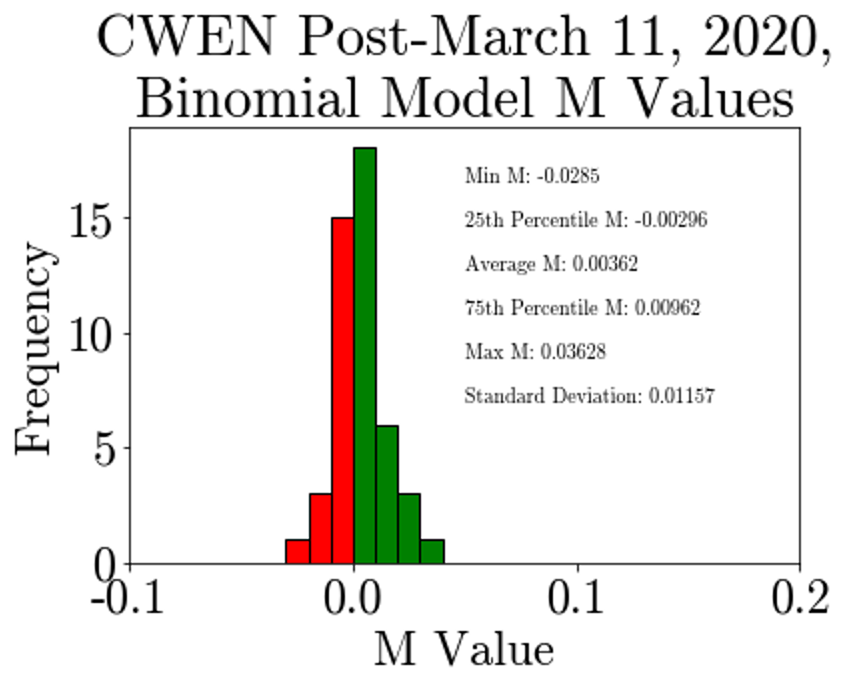 CWEN Post-March 11, 2020,
Binomial Model M Values
Min M: -0.0285
25th Percentile M: -0.00296
Average M: 0.00362
75th Percentile M: 0.00962
Max M: 0.03628
Standard Deviation: 0.01157
Frequency
15
10
5
0
-0.1 0.0 0.1 0.2
M Value